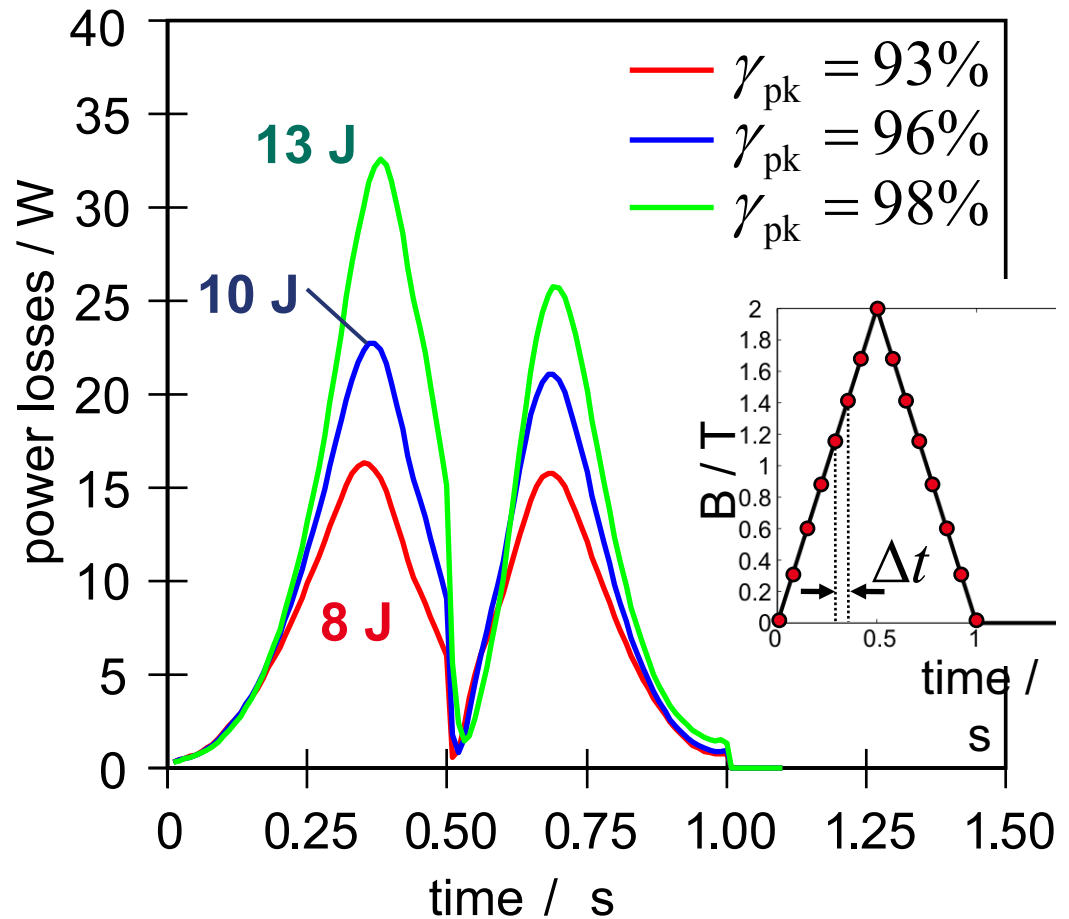 40
35
30
25
20
15
10
5
0
power losses / W
0
0.25
0.50
0.75
1.00
1.25
1.50
time / s
13 J
10 J
8 J
γpk = 93%
γpk = 96%
γpk = 98%
2
1.8
1.6
1.4
1.2
1
0.8
0.6
0.4
0.2
0
B / T
Δt
0
0.5
1
time /
s